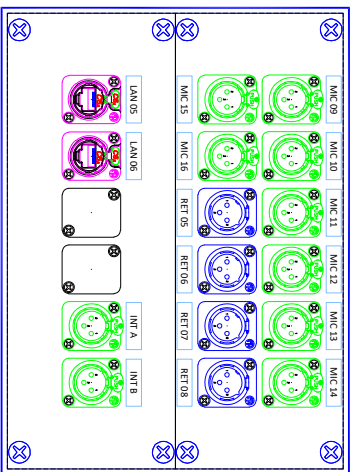 LAN 05
LAN 06
INT A
INT B
MIC 15
MIC 16
RET 05
RET 06
RET 07
RET 08
MIC 09
MIC 10
MIC 11
MIC 12
MIC 13
MIC 14